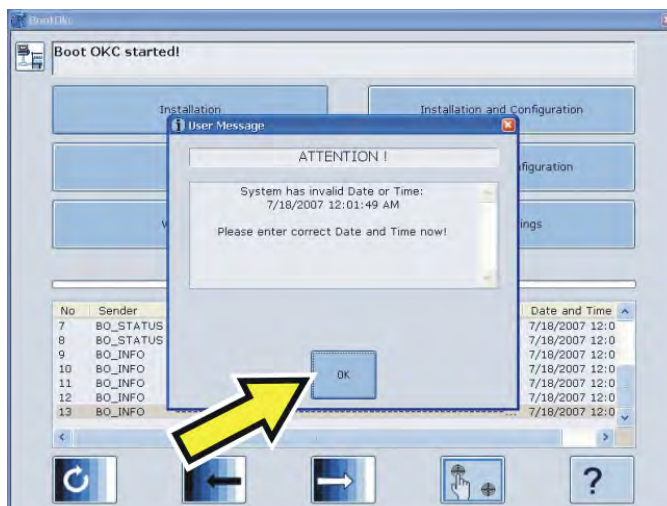 BootOkc
Boot OKC started!
Installation
Installation and Configuration
User Message
ATTENTION !
System has invalid Date or Time:
7/18/2007 12:01:49 AM
Please enter correct Date and Time now!
OK
No Sender Date and Time
7 BO_STATUS 7/18/2007 12:0
8 BO_STATUS 7/18/2007 12:0
9 BO_INFO 7/18/2007 12:0
10 BO_INFO 7/18/2007 12:0
11 BO_INFO 7/18/2007 12:0
12 BO_INFO 7/18/2007 12:0
13 BO_INFO ... 7/18/2007 12:0
?